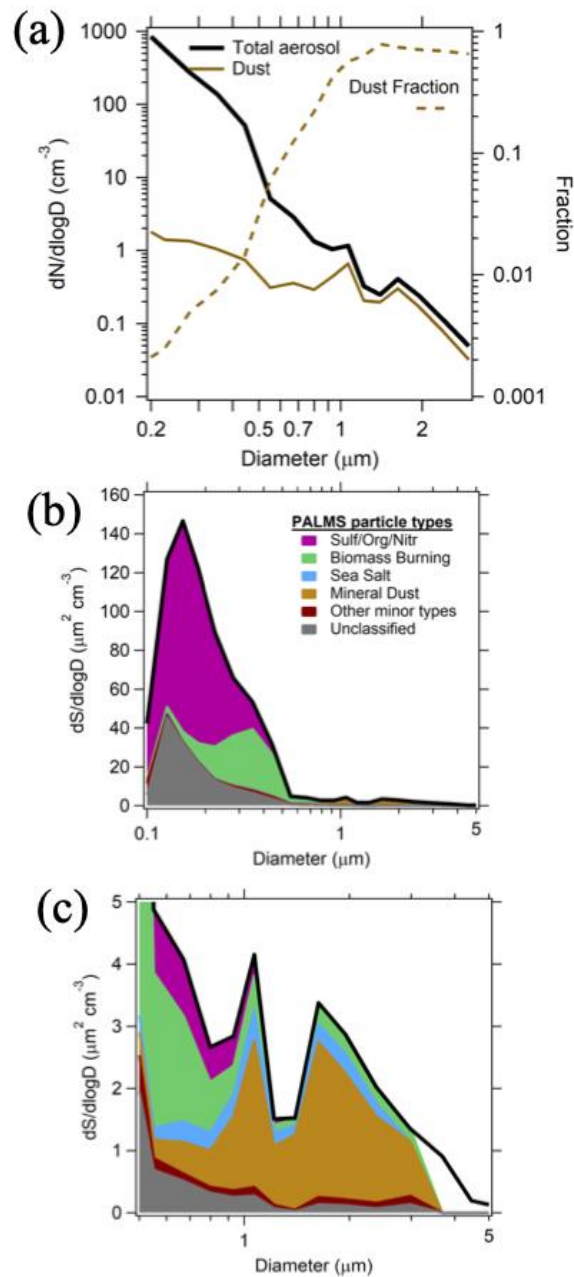 (a)
1000
100
10
1
0.1
0.01
dN/dlogD (cm⁻³)
Total aerosol
Dust
Dust Fraction
1
0.1
0.01
0.001
Fraction
0.2
0.5
0.7
1
2
Diameter (μm)
(b)
160
140
120
100
80
60
40
20
0
dS/dlogD (μm² cm⁻³)
PALMS particle types
Sulf/Org/Nitr
Biomass Burning
Sea Salt
Mineral Dust
Other minor types
Unclassified
0.1
1
5
Diameter (μm)
(c)
5
4
3
2
1
0
dS/dlogD (μm² cm⁻³)
1
5
Diameter (μm)